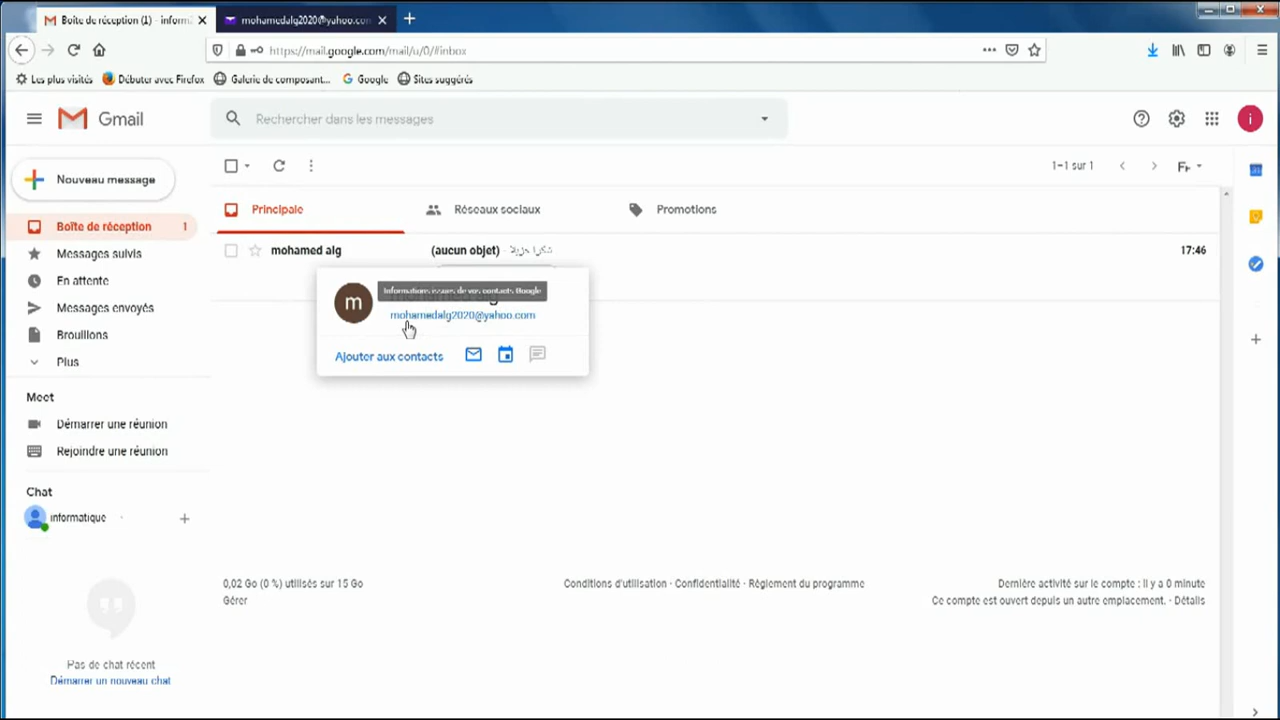 Boîte de réception (1) - inform
mohamedalg2020@yahoo.com
https://mail.google.com/mail/u/0/#inbox
Les plus visités
Débuter avec Firefox
Galerie de composant...
Google
Sites suggérés
Gmail
Rechercher dans les messages
i
Nouveau message
1–1 sur 1
Boîte de réception 1
Messages suivis
En attente
Messages envoyés
Brouillons
Plus
Principale
Réseaux sociaux
Promotions
mohamed alg (aucun objet) شكرا جزيلا 17:46
m
Informations issues de vos contacts Google
mohamedalg2020@yahoo.com
Ajouter aux contacts
Meet
Démarrer une réunion
Rejoindre une réunion
Chat
informatique
Pas de chat récent
Démarrer un nouveau chat
0,02 Go (0 %) utilisés sur 15 Go
Gérer
Conditions d'utilisation · Confidentialité · Règlement du programme
Dernière activité sur le compte : il y a 0 minute
Ce compte est ouvert depuis un autre emplacement. · Détails